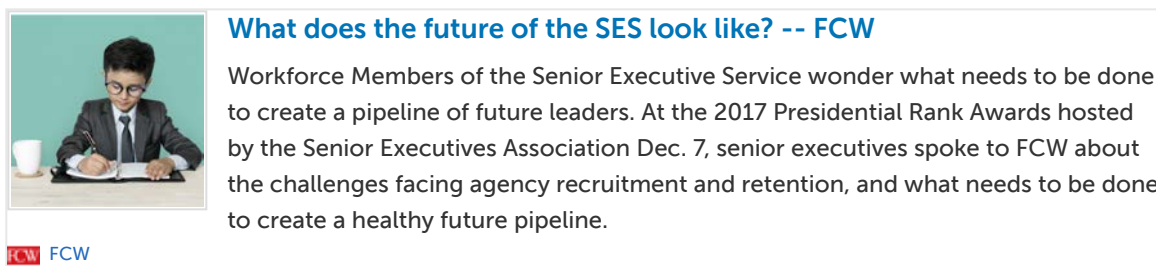 What does the future of the SES look like? -- FCW
Workforce Members of the Senior Executive Service wonder what needs to be done
to create a pipeline of future leaders. At the 2017 Presidential Rank Awards hosted
by the Senior Executives Association Dec. 7, senior executives spoke to FCW about
the challenges facing agency recruitment and retention, and what needs to be done
to create a healthy future pipeline.
FCW FCW